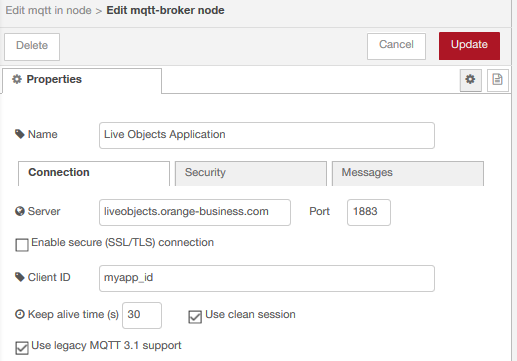 Edit mqtt in node > Edit mqtt-broker node
Delete Cancel Update
Properties
Name Live Objects Application
Connection Security Messages
Server liveobjects.orange-business.com Port 1883
Enable secure (SSL/TLS) connection
Client ID myapp_id
Keep alive time (s) 30 Use clean session
Use legacy MQTT 3.1 support